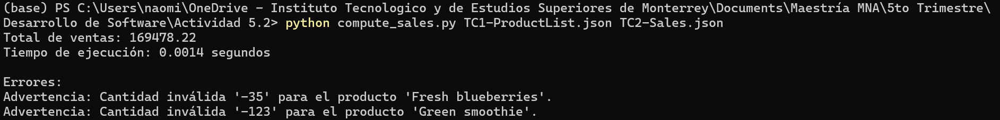 (base) PS C:\Users\naomi\OneDrive - Instituto Tecnologico y de Estudios Superiores de Monterrey\Documents\Maestría MNA\5to Trimestre\
Desarrollo de Software\Actividad 5.2> python compute_sales.py TC1-ProductList.json TC2-Sales.json
Total de ventas: 169478.22
Tiempo de ejecución: 0.0014 segundos
Errores:
Advertencia: Cantidad inválida '-35' para el producto 'Fresh blueberries'.
Advertencia: Cantidad inválida '-123' para el producto 'Green smoothie'.